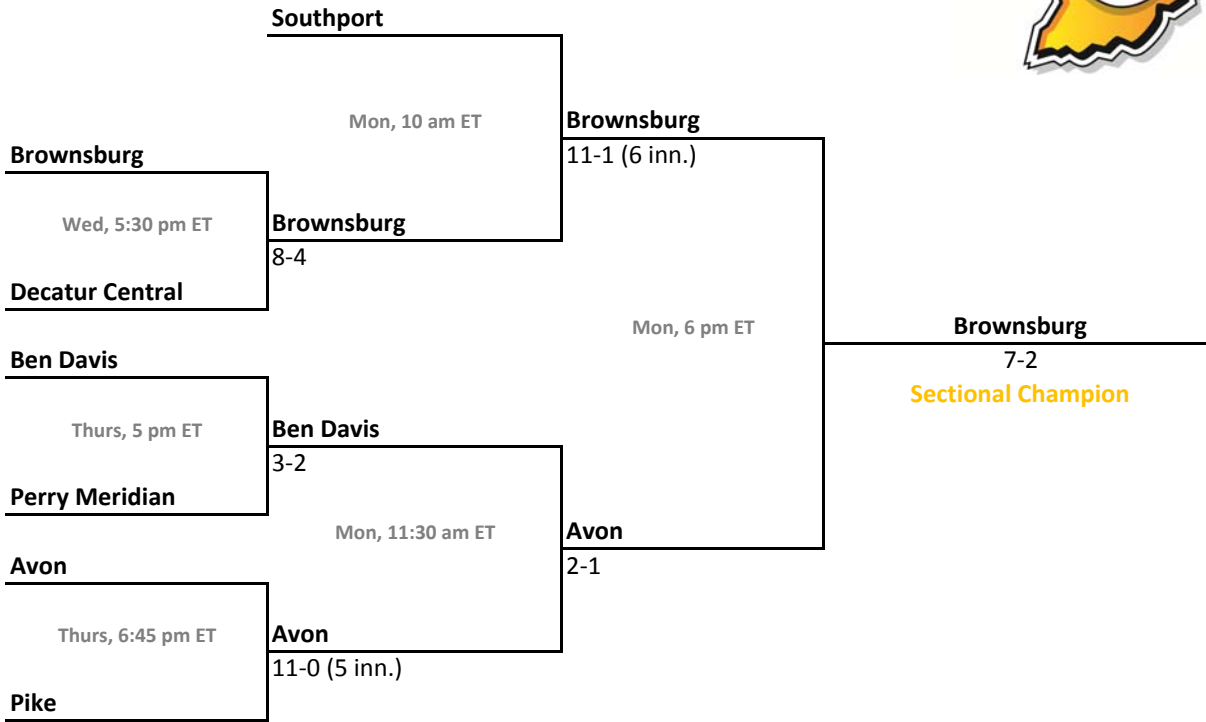 Southport
Mon, 10 am ET
Brownsburg
Brownsburg
11-1 (6 inn.)
Wed, 5:30 pm ET
Brownsburg
8-4
Decatur Central
Mon, 6 pm ET
Brownsburg
Ben Davis
7-2
Sectional Champion
Thurs, 5 pm ET
Ben Davis
3-2
Perry Meridian
Mon, 11:30 am ET
Avon
Avon
2-1
Thurs, 6:45 pm ET
Avon
11-0 (5 inn.)
Pike